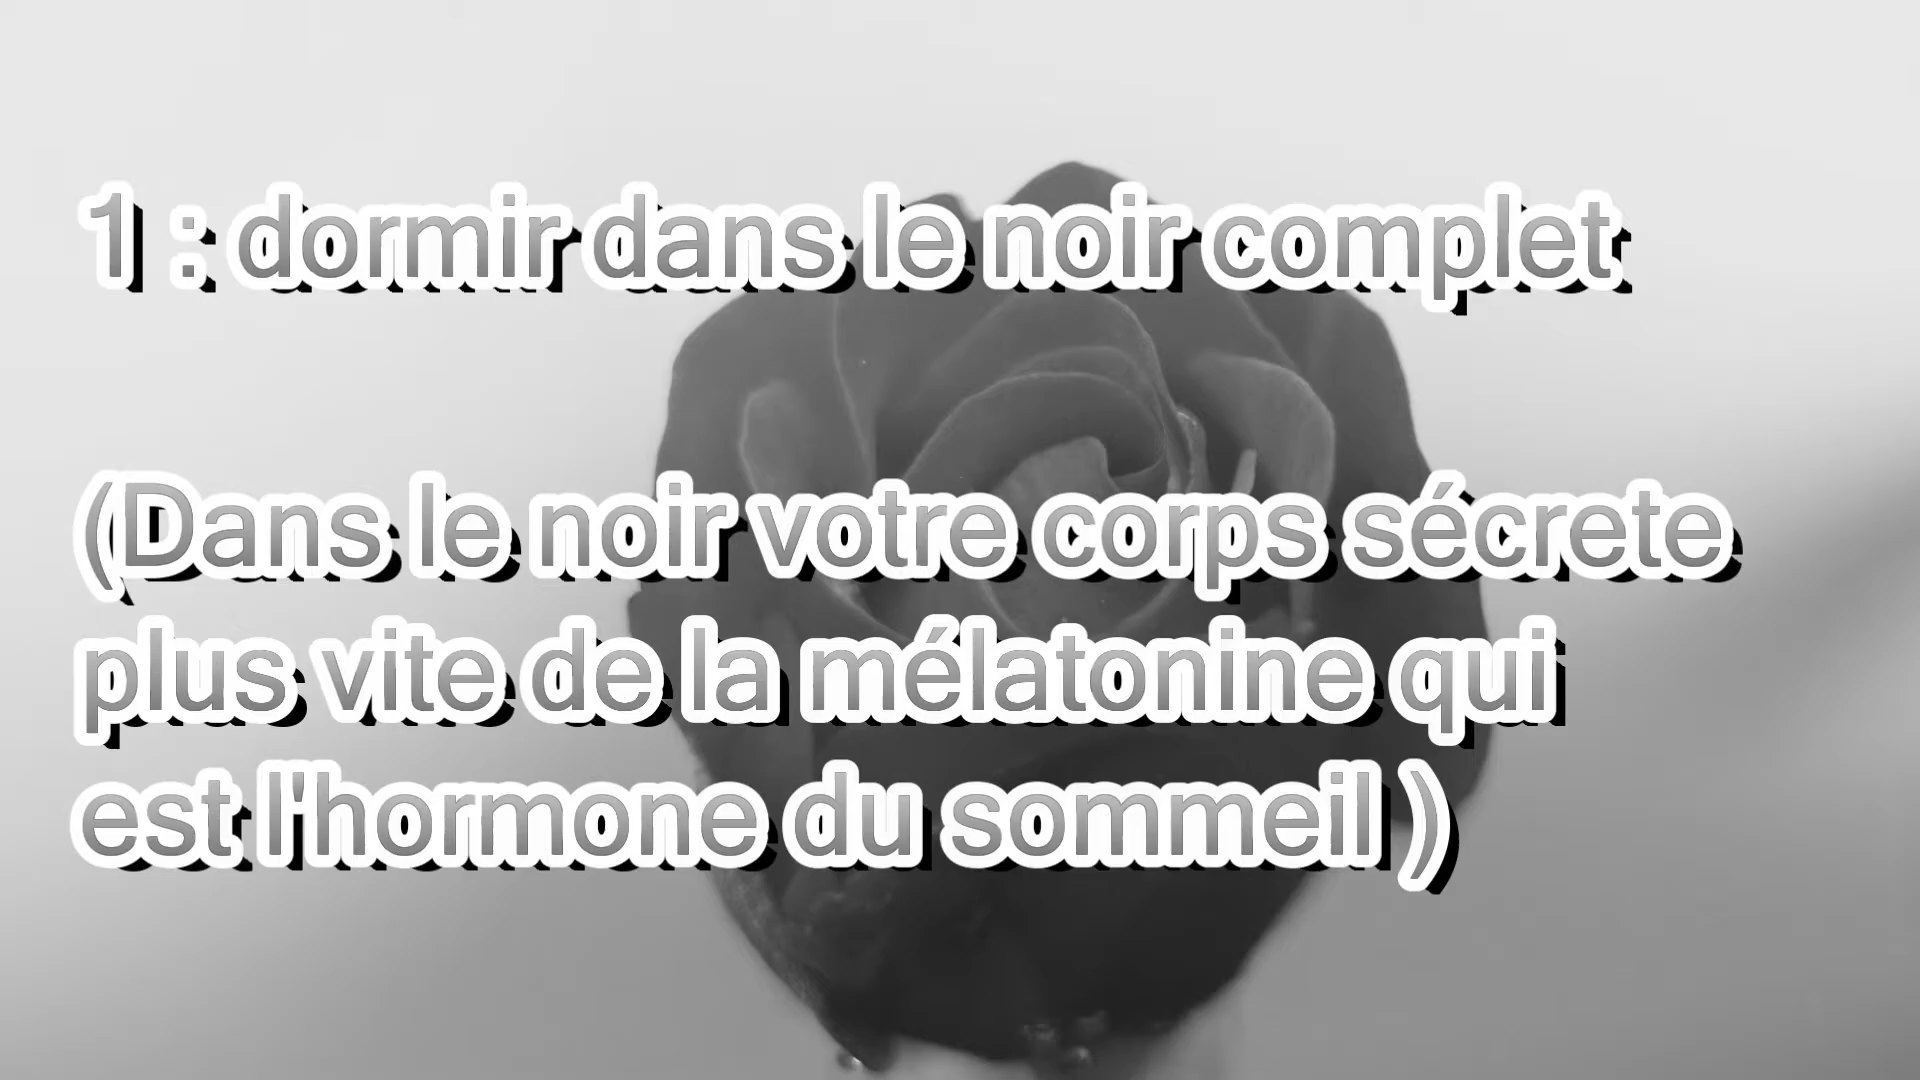 1 : dormir dans le noir complet
(Dans le noir votre corps sécrete
plus vite de la mélatonine qui
est l'hormone du sommeil )